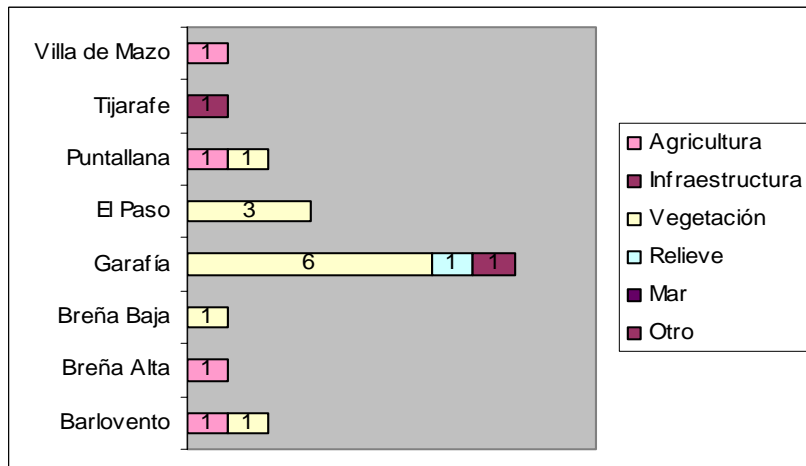 Villa de Mazo 1
Tijarafe 1
Puntallana 1 1
El Paso 3
Garafía 6 1 1
Breña Baja 1
Breña Alta 1
Barlovento 1 1
Agricultura
Infraestructura
Vegetación
Relieve
Mar
Otro